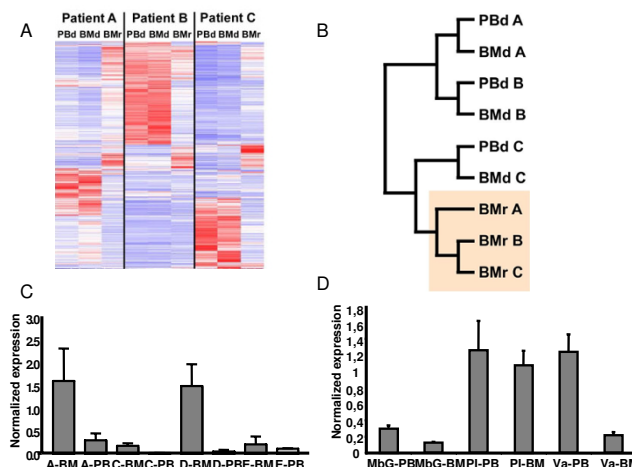 A
Patient A Patient B Patient C
PBd BMd BMr PBd BMd BMr PBd BMd BMr
B
PBd A
BMd A
PBd B
BMd B
PBd C
BMd C
BMr A
BMr B
BMr C
C
Normalized expression
3.0
2.5
2.0
1.5
1.0
0.5
0.0
A-BM A-PB C-BM C-PB D-BM D-PB E-BM E-PB
D
Normalized expression
1,8
1,6
1,4
1,2
1
0,8
0,6
0,4
0,2
0
MbG-PB MbG-BM PI-PB PI-BM Va-PB Va-BM